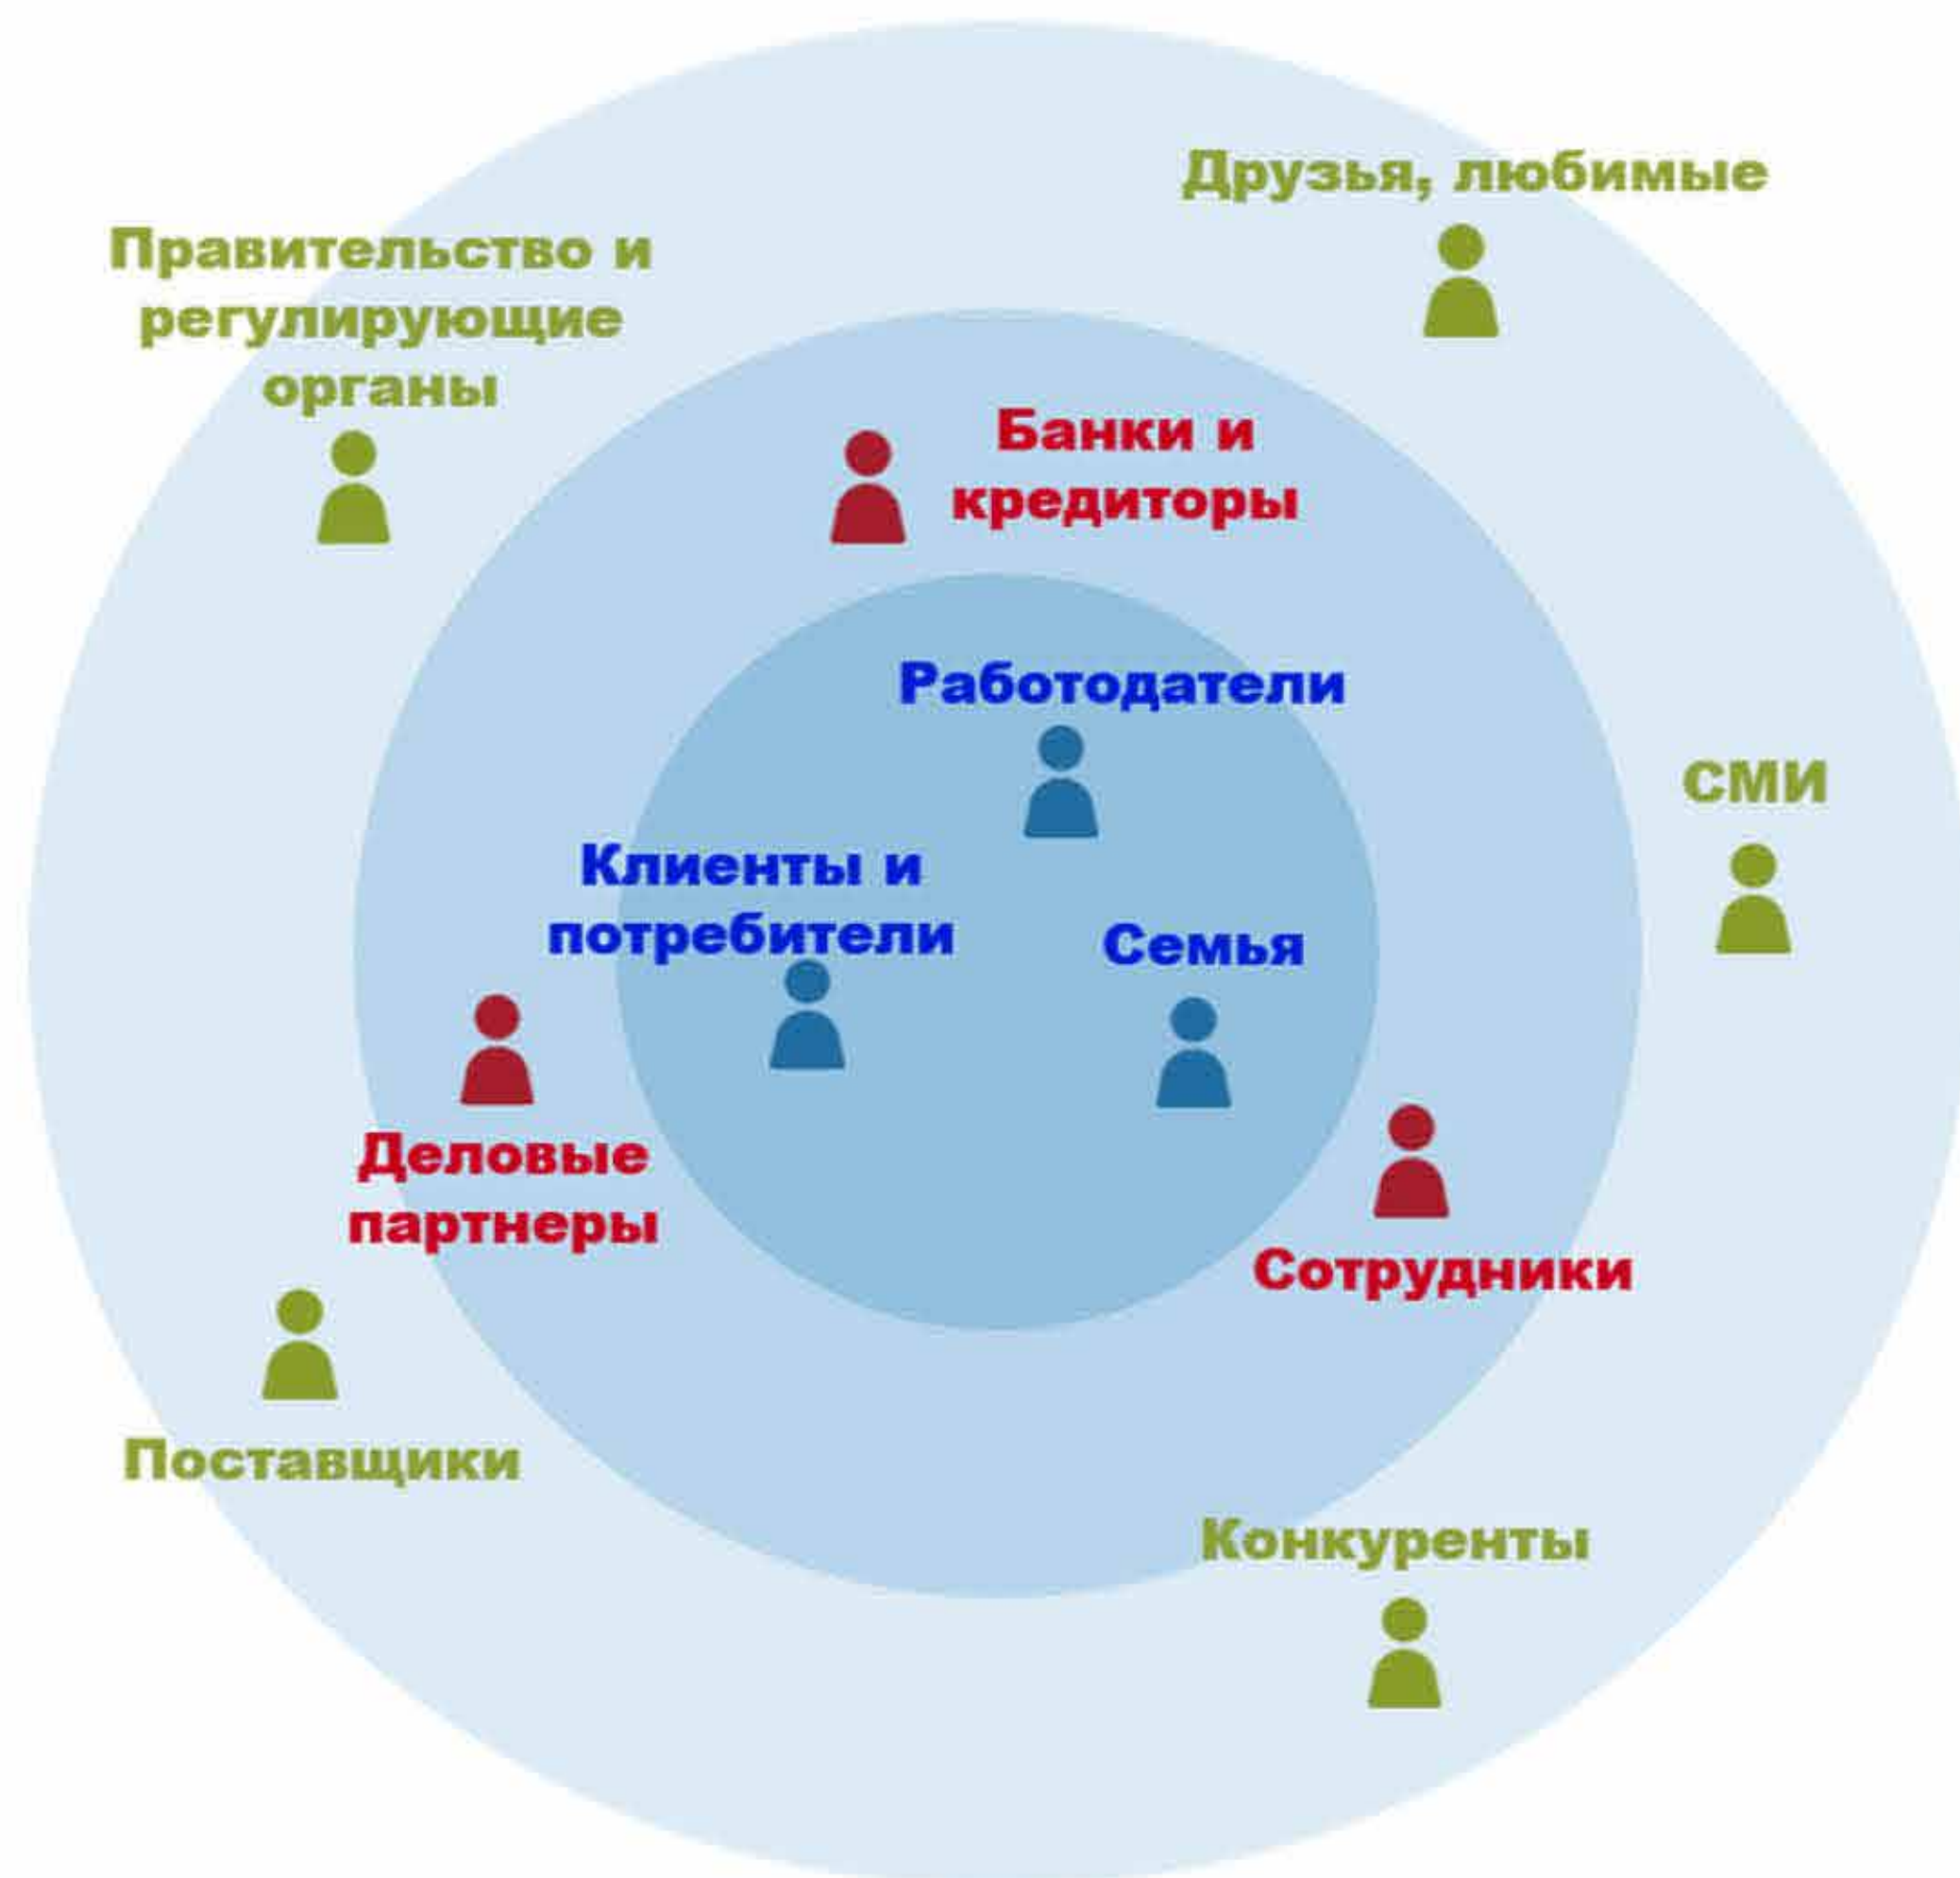 Друзья, любимые
Правительство и
регулирующие
органы
Банки и
кредиторы
Работодатели
СМИ
Клиенты и
потребители
Семья
Деловые
партнеры
Сотрудники
Поставщики
Конкуренты